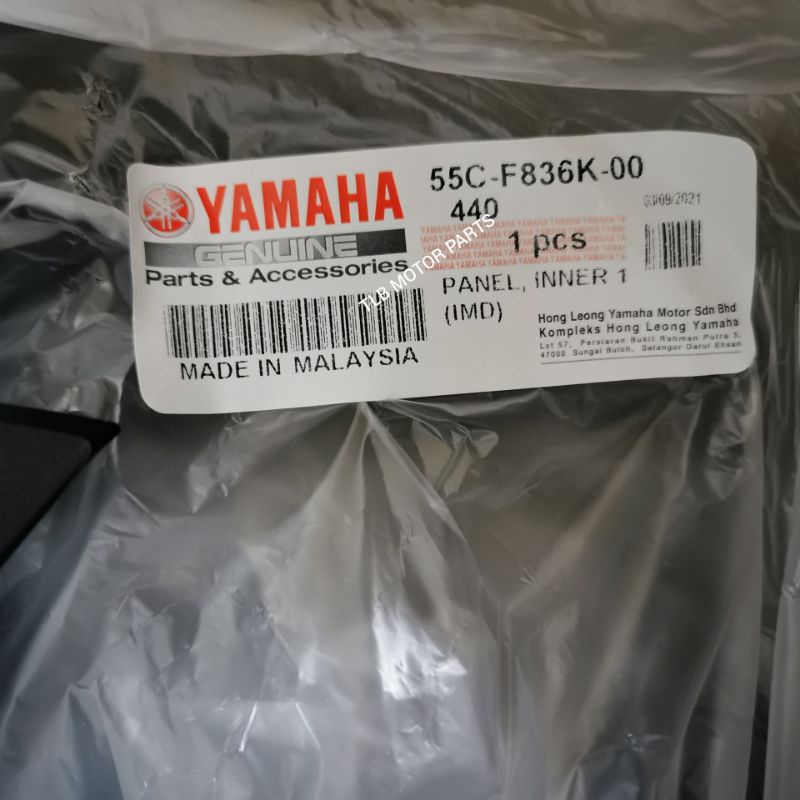 YAMAHA
GENUINE
Parts & Accessories
55C-F836K-00
440
03/09/2021
1 pcs
PANEL, INNER 1
(IMD)
MADE IN MALAYSIA
Hong Leong Yamaha Motor Sdn Bhd
Kompleks Hong Leong Yamaha
Lot 57, Persiaran Bukit Rahman Putra 3,
47000 Sungai Buloh, Selangor Darul Ehsan
TLB MOTOR PARTS